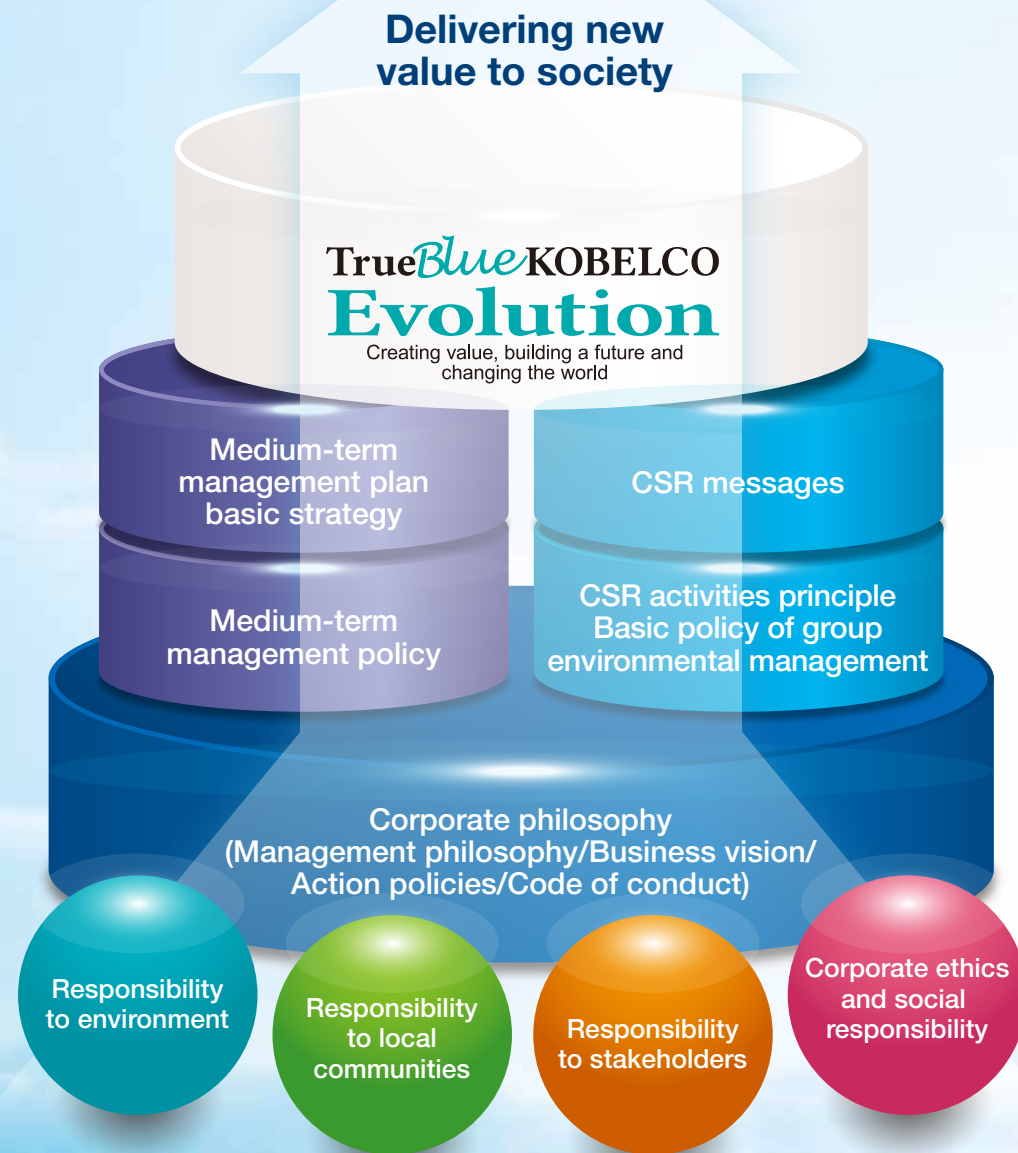 Delivering new
value to society
TrueBlueKOBELCO
Evolution
Creating value, building a future and
changing the world
Medium-term
management plan
basic strategy
CSR messages
Medium-term
management policy
CSR activities principle
Basic policy of group
environmental management
Corporate philosophy
(Management philosophy/Business vision/
Action policies/Code of conduct)
Responsibility
to environment
Responsibility
to local
communities
Responsibility
to stakeholders
Corporate ethics
and social
responsibility